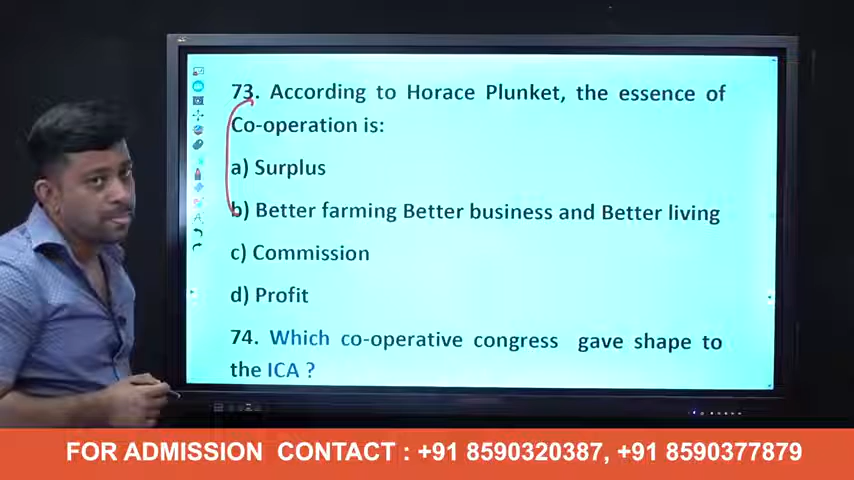 73. According to Horace Plunket, the essence of
Co-operation is:
a) Surplus
b) Better farming Better business and Better living
c) Commission
d) Profit
74. Which co-operative congress gave shape to
the ICA ?
FOR ADMISSION CONTACT : +91 8590320387, +91 8590377879